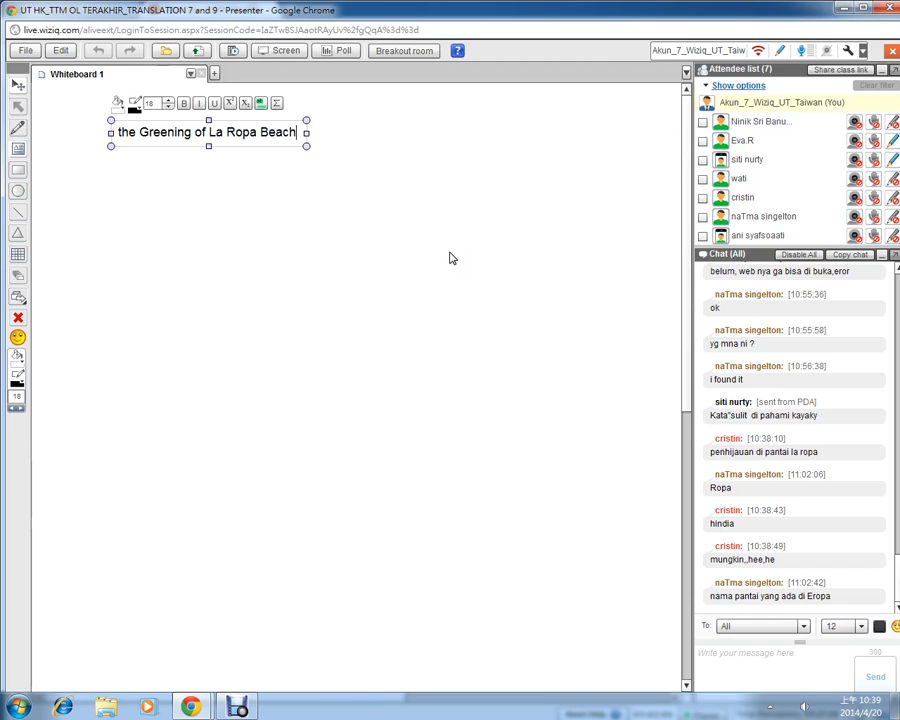 UT HK_TTM OL TERAKHIR_TRANSLATION 7 and 9 - Presenter - Google Chrome
live.wiziq.com/aliveext/LoginToSession.aspx?SessionCode=IaZTwBSJAaotRAyUv%2fgQqA%3d%3d
File Edit Screen Poll Breakout room ? Akun_7_Wiziq_UT_Taiw
Whiteboard 1
Attendee list (7) Share class link
Show options Clear filter
18 B I U X² X₂ Σ
Akun_7_Wiziq_UT_Taiwan (You)
the Greening of La Ropa Beach
Ninik Sri Banu...
Eva.R
siti nurty
wati
cristin
naTma singelton
ani syafsoaati
Chat (All) Disable All Copy chat
belum, web nya ga bisa di buka,eror
naTma singelton: [10:55:36]
ok
naTma singelton: [10:55:58]
yg mna ni ?
naTma singelton: [10:56:38]
i found it
siti nurty: [sent from PDA]
Kata"sulit di pahami kayaky
cristin: [10:38:10]
penhijauan di pantai la ropa
naTma singelton: [11:02:06]
Ropa
cristin: [10:38:43]
hindia
cristin: [10:38:49]
mungkin,,hee,he
naTma singelton: [11:02:42]
nama pantai yang ada di Eropa
18
To: All 12
300
Write your message here.
Send
上午 10:39
2014/4/20